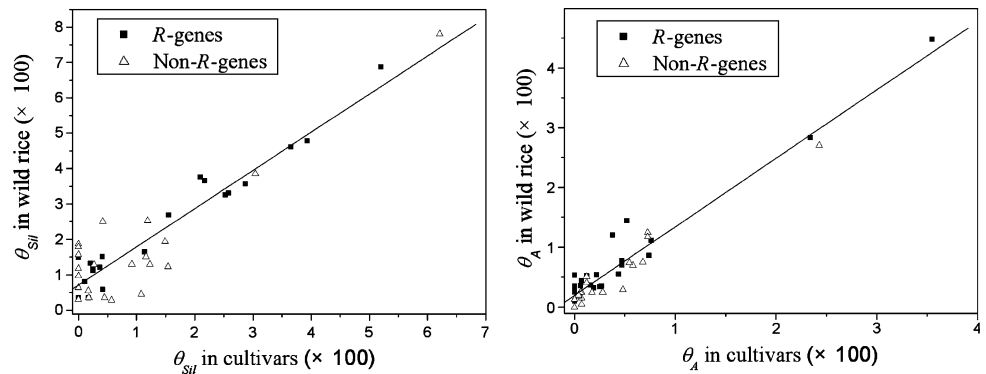 R-genes
Non-R-genes
θSil in wild rice (× 100)
8
7
6
5
4
3
2
1
0
0 1 2 3 4 5 6 7
θSil in cultivars (× 100)
R-genes
Non-R-genes
θA in wild rice (× 100)
4
3
2
1
0
0 1 2 3 4
θA in cultivars (× 100)